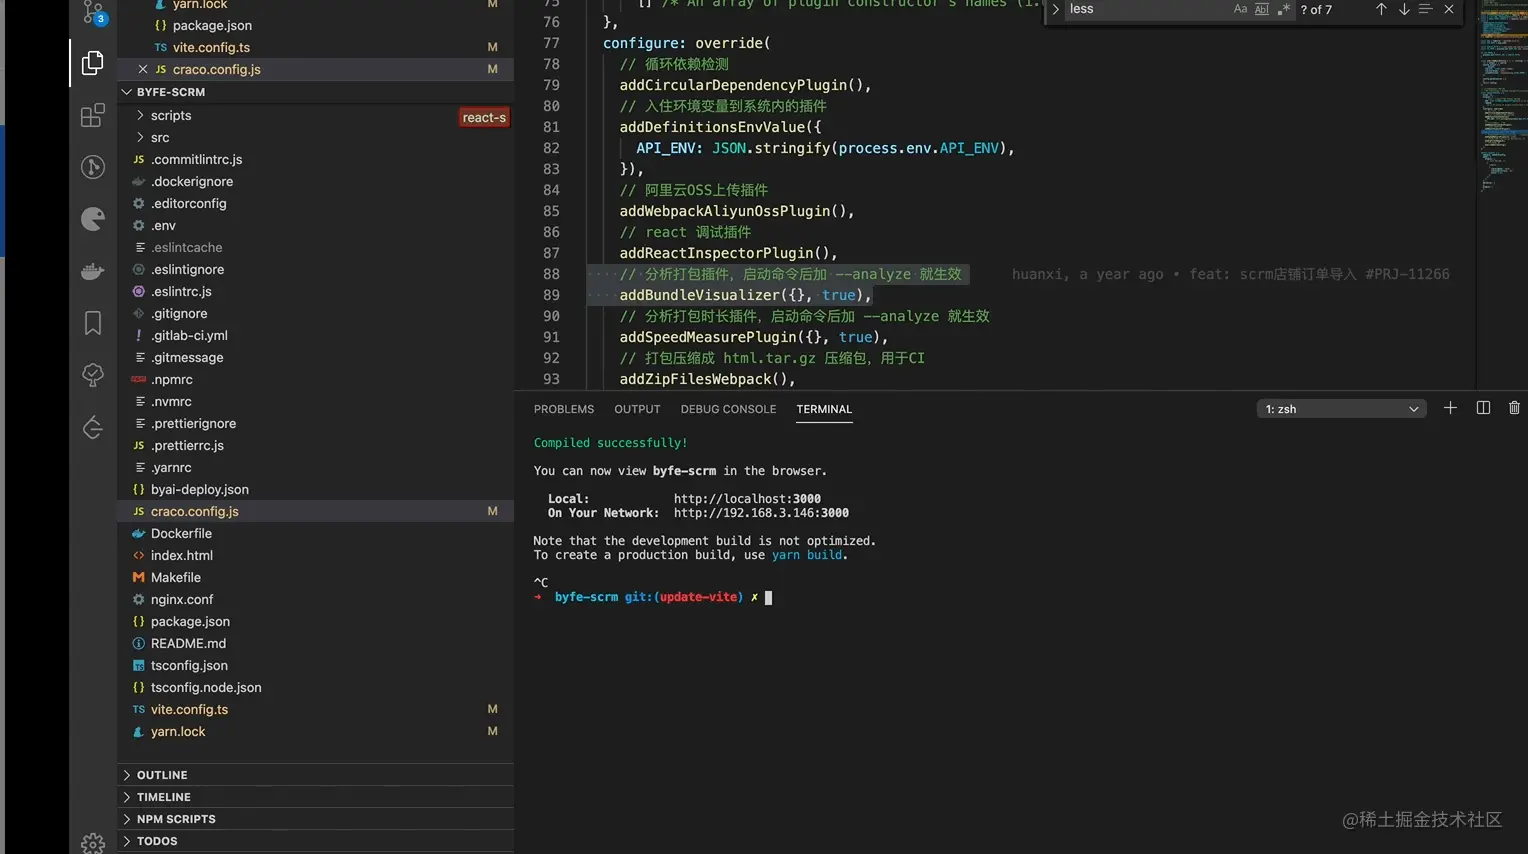 yarn.lock M
package.json
vite.config.ts M
craco.config.js M
BYFE-SCRM
scripts
react-s
src
.commitlintrc.js
.dockerignore
.editorconfig
.env
.eslintcache
.eslintignore
.eslintrc.js
.gitignore
.gitlab-ci.yml
.gitmessage
.npmrc
.nvmrc
.prettierignore
.prettierrc.js
.yarnrc
byai-deploy.json
craco.config.js M
Dockerfile
index.html
Makefile
nginx.conf
package.json
README.md
tsconfig.json
tsconfig.node.json
vite.config.ts M
yarn.lock M
OUTLINE
TIMELINE
NPM SCRIPTS
TODOS
3
less
Aa Abl .* ? of 7
75 [] /* An array of plugin constructor's names (i.
76 },
77 configure: override(
78 // 循环依赖检测
79 addCircularDependencyPlugin(),
80 // 入住环境变量到系统内的插件
81 addDefinitionsEnvValue({
82 API_ENV: JSON.stringify(process.env.API_ENV),
83 }),
84 // 阿里云OSS上传插件
85 addWebpackAliyunOssPlugin(),
86 // react 调试插件
87 addReactInspectorPlugin(),
88 // 分析打包插件，启动命令后加 --analyze 就生效 huanxi, a year ago • feat: scrm店铺订单导入 #PRJ-11266
89 addBundleVisualizer({}, true),
90 // 分析打包时长插件，启动命令后加 --analyze 就生效
91 addSpeedMeasurePlugin({}, true),
92 // 打包压缩成 html.tar.gz 压缩包，用于CI
93 addZipFilesWebpack(),
PROBLEMS OUTPUT DEBUG CONSOLE TERMINAL 1: zsh
Compiled successfully!
You can now view byfe-scrm in the browser.
Local: http://localhost:3000
On Your Network: http://192.168.3.146:3000
Note that the development build is not optimized.
To create a production build, use yarn build.
^C
➜ byfe-scrm git:(update-vite) ✗
@稀土掘金技术社区